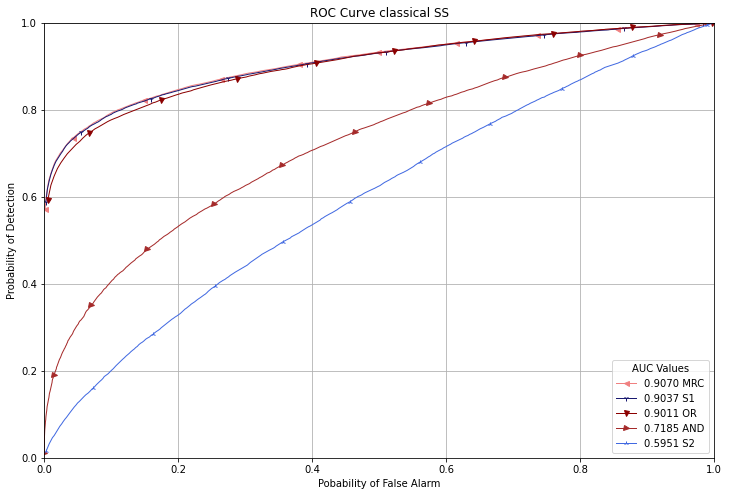 ROC Curve classical SS
1.0
0.8
0.6
0.4
0.2
0.0
Probability of Detection
0.0 0.2 0.4 0.6 0.8 1.0
Pobability of False Alarm
AUC Values
0.9070 MRC
0.9037 S1
0.9011 OR
0.7185 AND
0.5951 S2